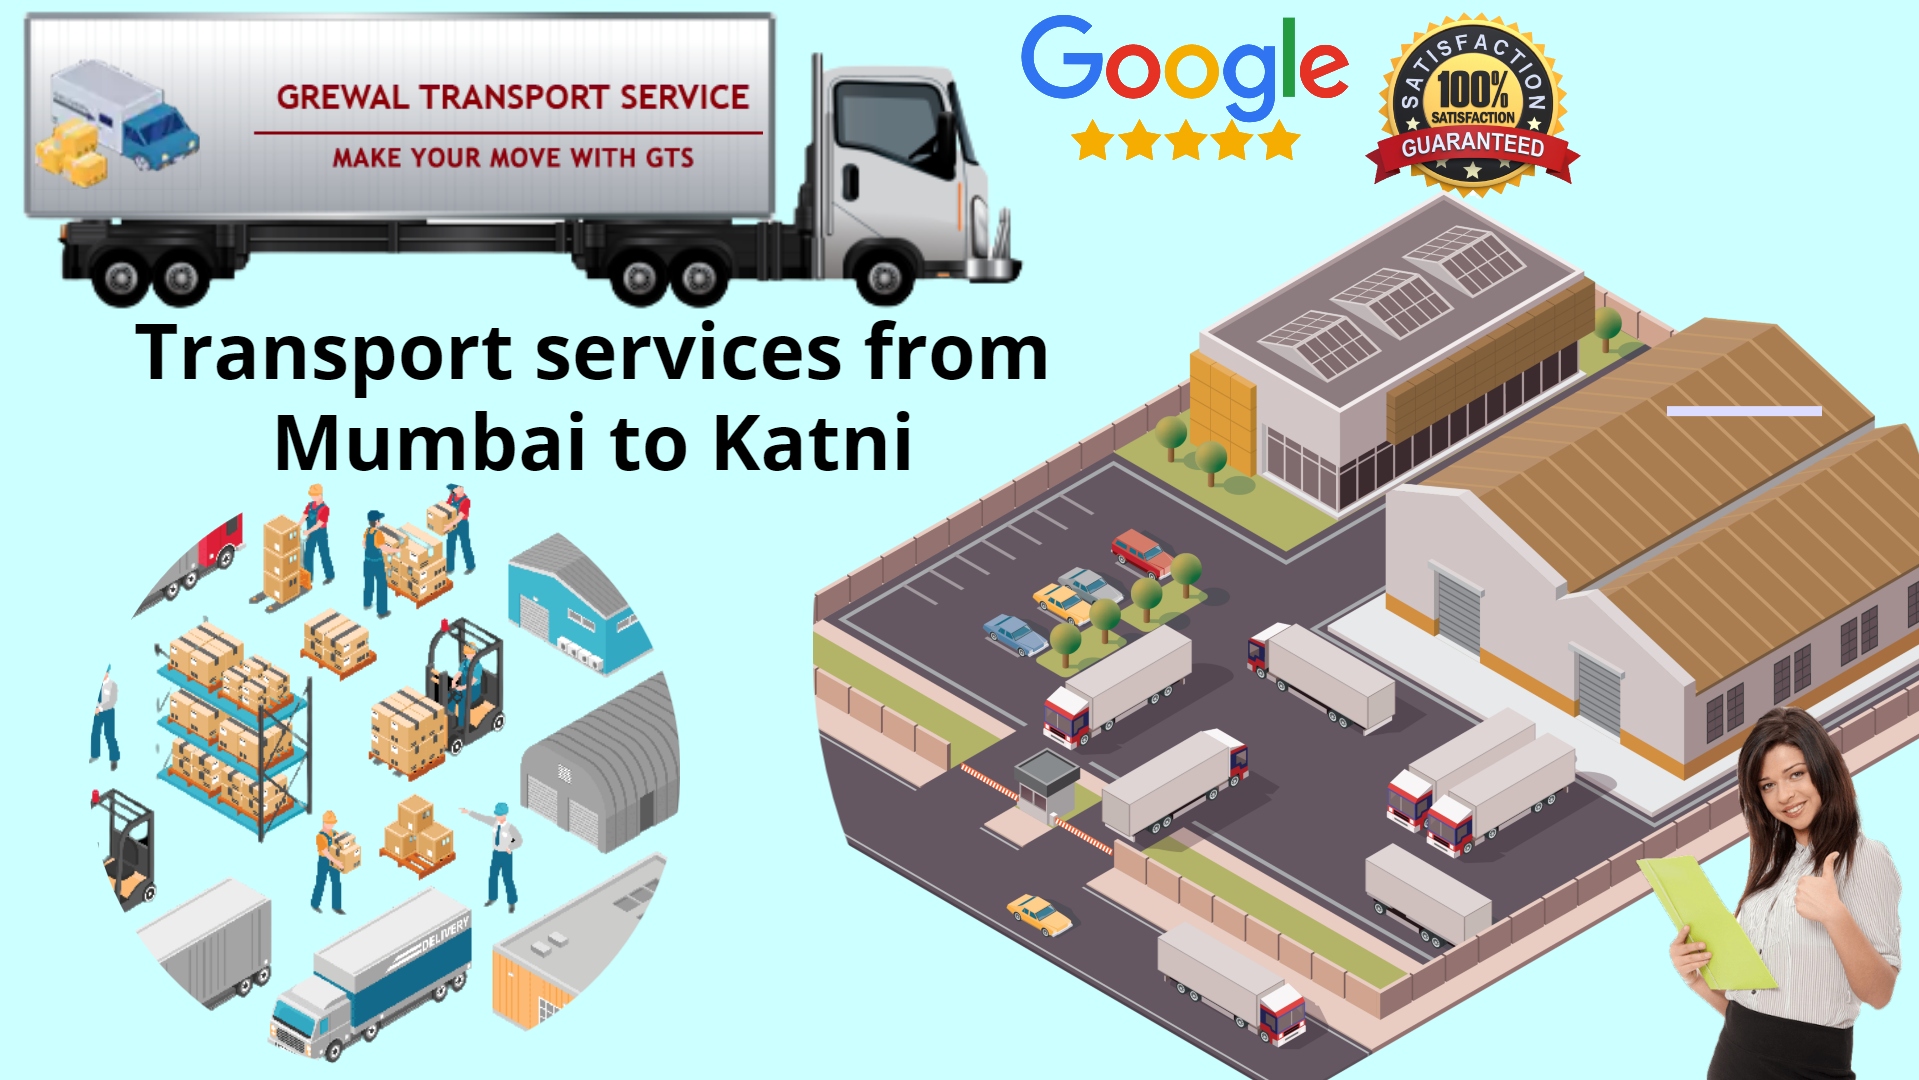 GREWAL TRANSPORT SERVICE
MAKE YOUR MOVE WITH GTS
Google
SATISFACTION
100%
SATISFACTION
GUARANTEED
Transport services from
Mumbai to Katni
DELIVERY